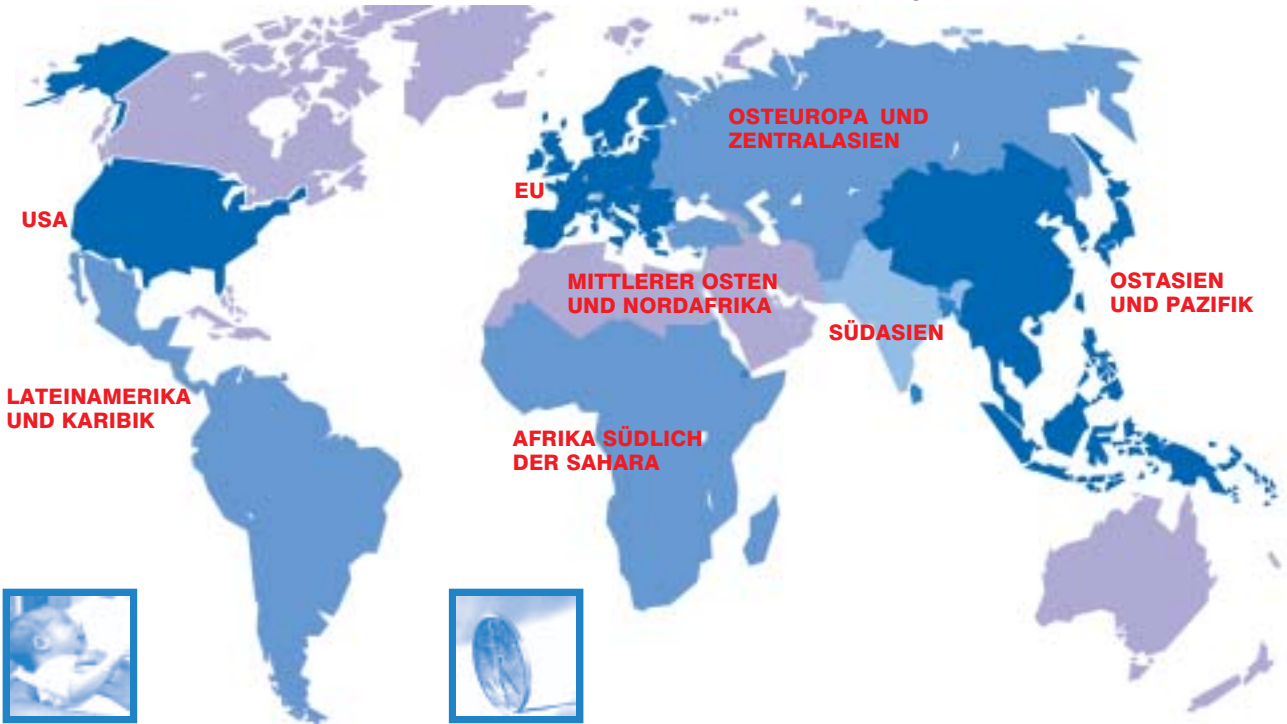 OSTEUROPA UND
ZENTRALASIEN
EU
USA
MITTLERER OSTEN
UND NORDAFRIKA
OSTASIEN
UND PAZIFIK
SÜDASIEN
LATEINAMERIKA
UND KARIBIK
AFRIKA SÜDLICH
DER SAHARA